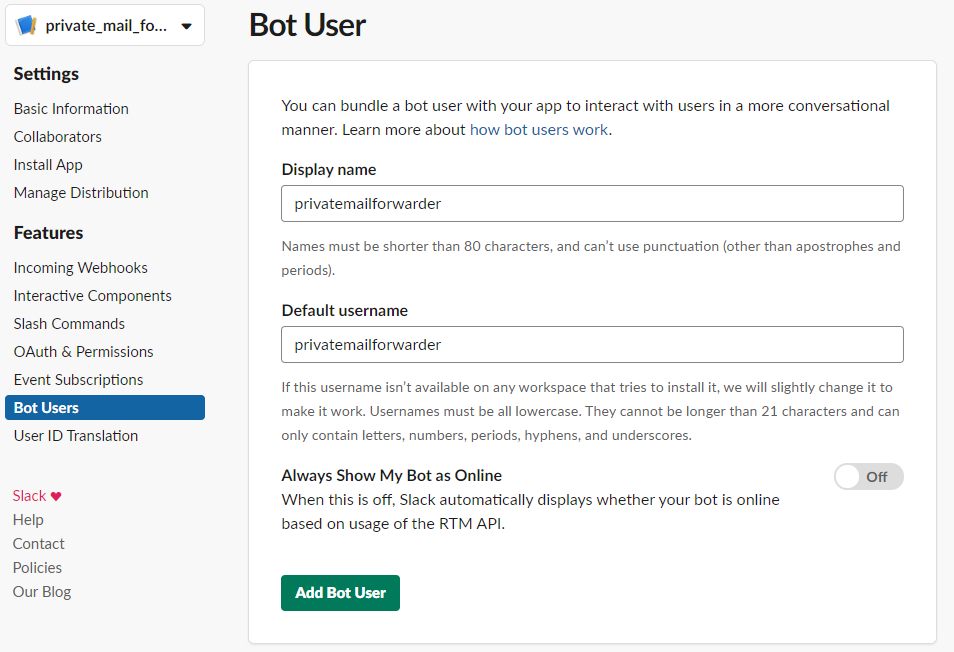 private_mail_fo...
Settings
Basic Information
Collaborators
Install App
Manage Distribution
Features
Incoming Webhooks
Interactive Components
Slash Commands
OAuth & Permissions
Event Subscriptions
Bot Users
User ID Translation
Slack ♥
Help
Contact
Policies
Our Blog
Bot User
You can bundle a bot user with your app to interact with users in a more conversational
manner. Learn more about how bot users work.
Display name
privatemailforwarder
Names must be shorter than 80 characters, and can’t use punctuation (other than apostrophes and
periods).
Default username
privatemailforwarder
If this username isn’t available on any workspace that tries to install it, we will slightly change it to
make it work. Usernames must be all lowercase. They cannot be longer than 21 characters and can
only contain letters, numbers, periods, hyphens, and underscores.
Always Show My Bot as Online
Off
When this is off, Slack automatically displays whether your bot is online
based on usage of the RTM API.
Add Bot User